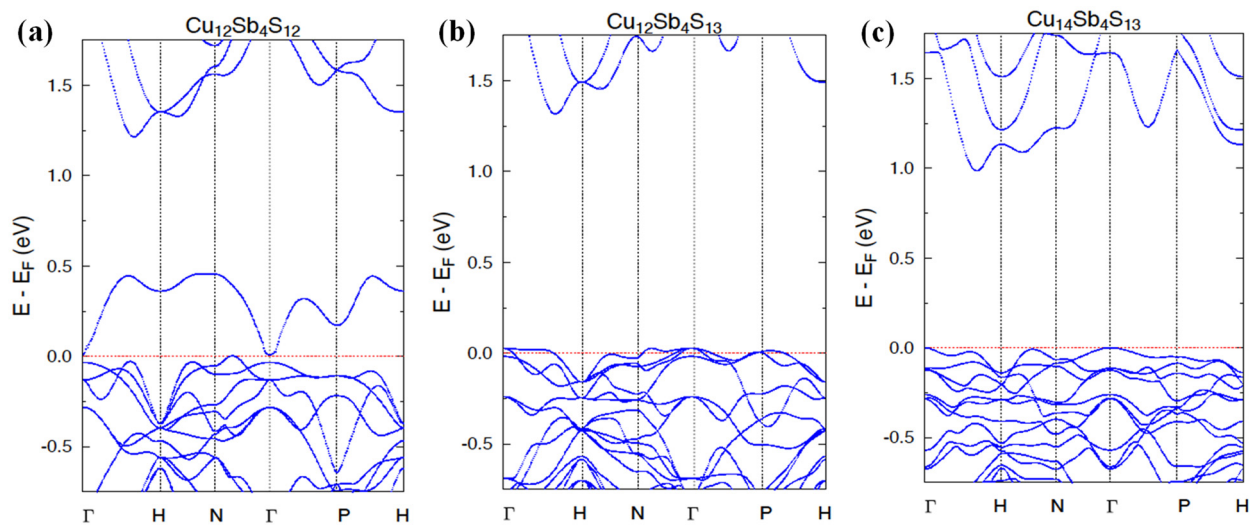 (a)
Cu12Sb4S12
E - EF (eV)
1.5
1.0
0.5
0.0
-0.5
Γ H N Γ P H
(b)
Cu12Sb4S13
E - EF (eV)
1.5
1.0
0.5
0.0
-0.5
Γ H N Γ P H
(c)
Cu14Sb4S13
E - EF (eV)
1.5
1.0
0.5
0.0
-0.5
Γ H N Γ P H